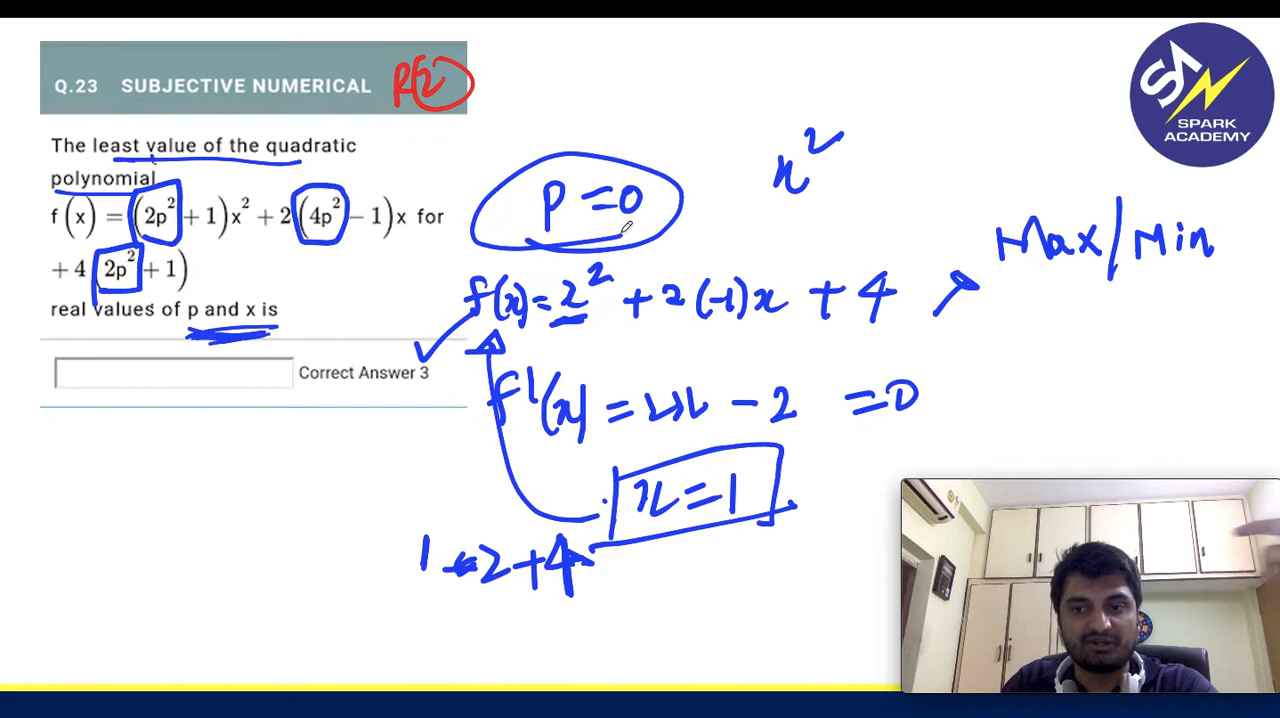 Q.23 SUBJECTIVE NUMERICAL
The least value of the quadratic
polynomial
f(x) = (2p² + 1)x² + 2(4p² − 1)x for
+ 4(2p² + 1)
real values of p and x is
Correct Answer 3
SPARK
ACADEMY
P = 0
x²
Max/Min
f(x) = 2² + 2(-1)x + 4
f'(x) = 2x - 2 = 0
x = 1
1 - 2 + 4